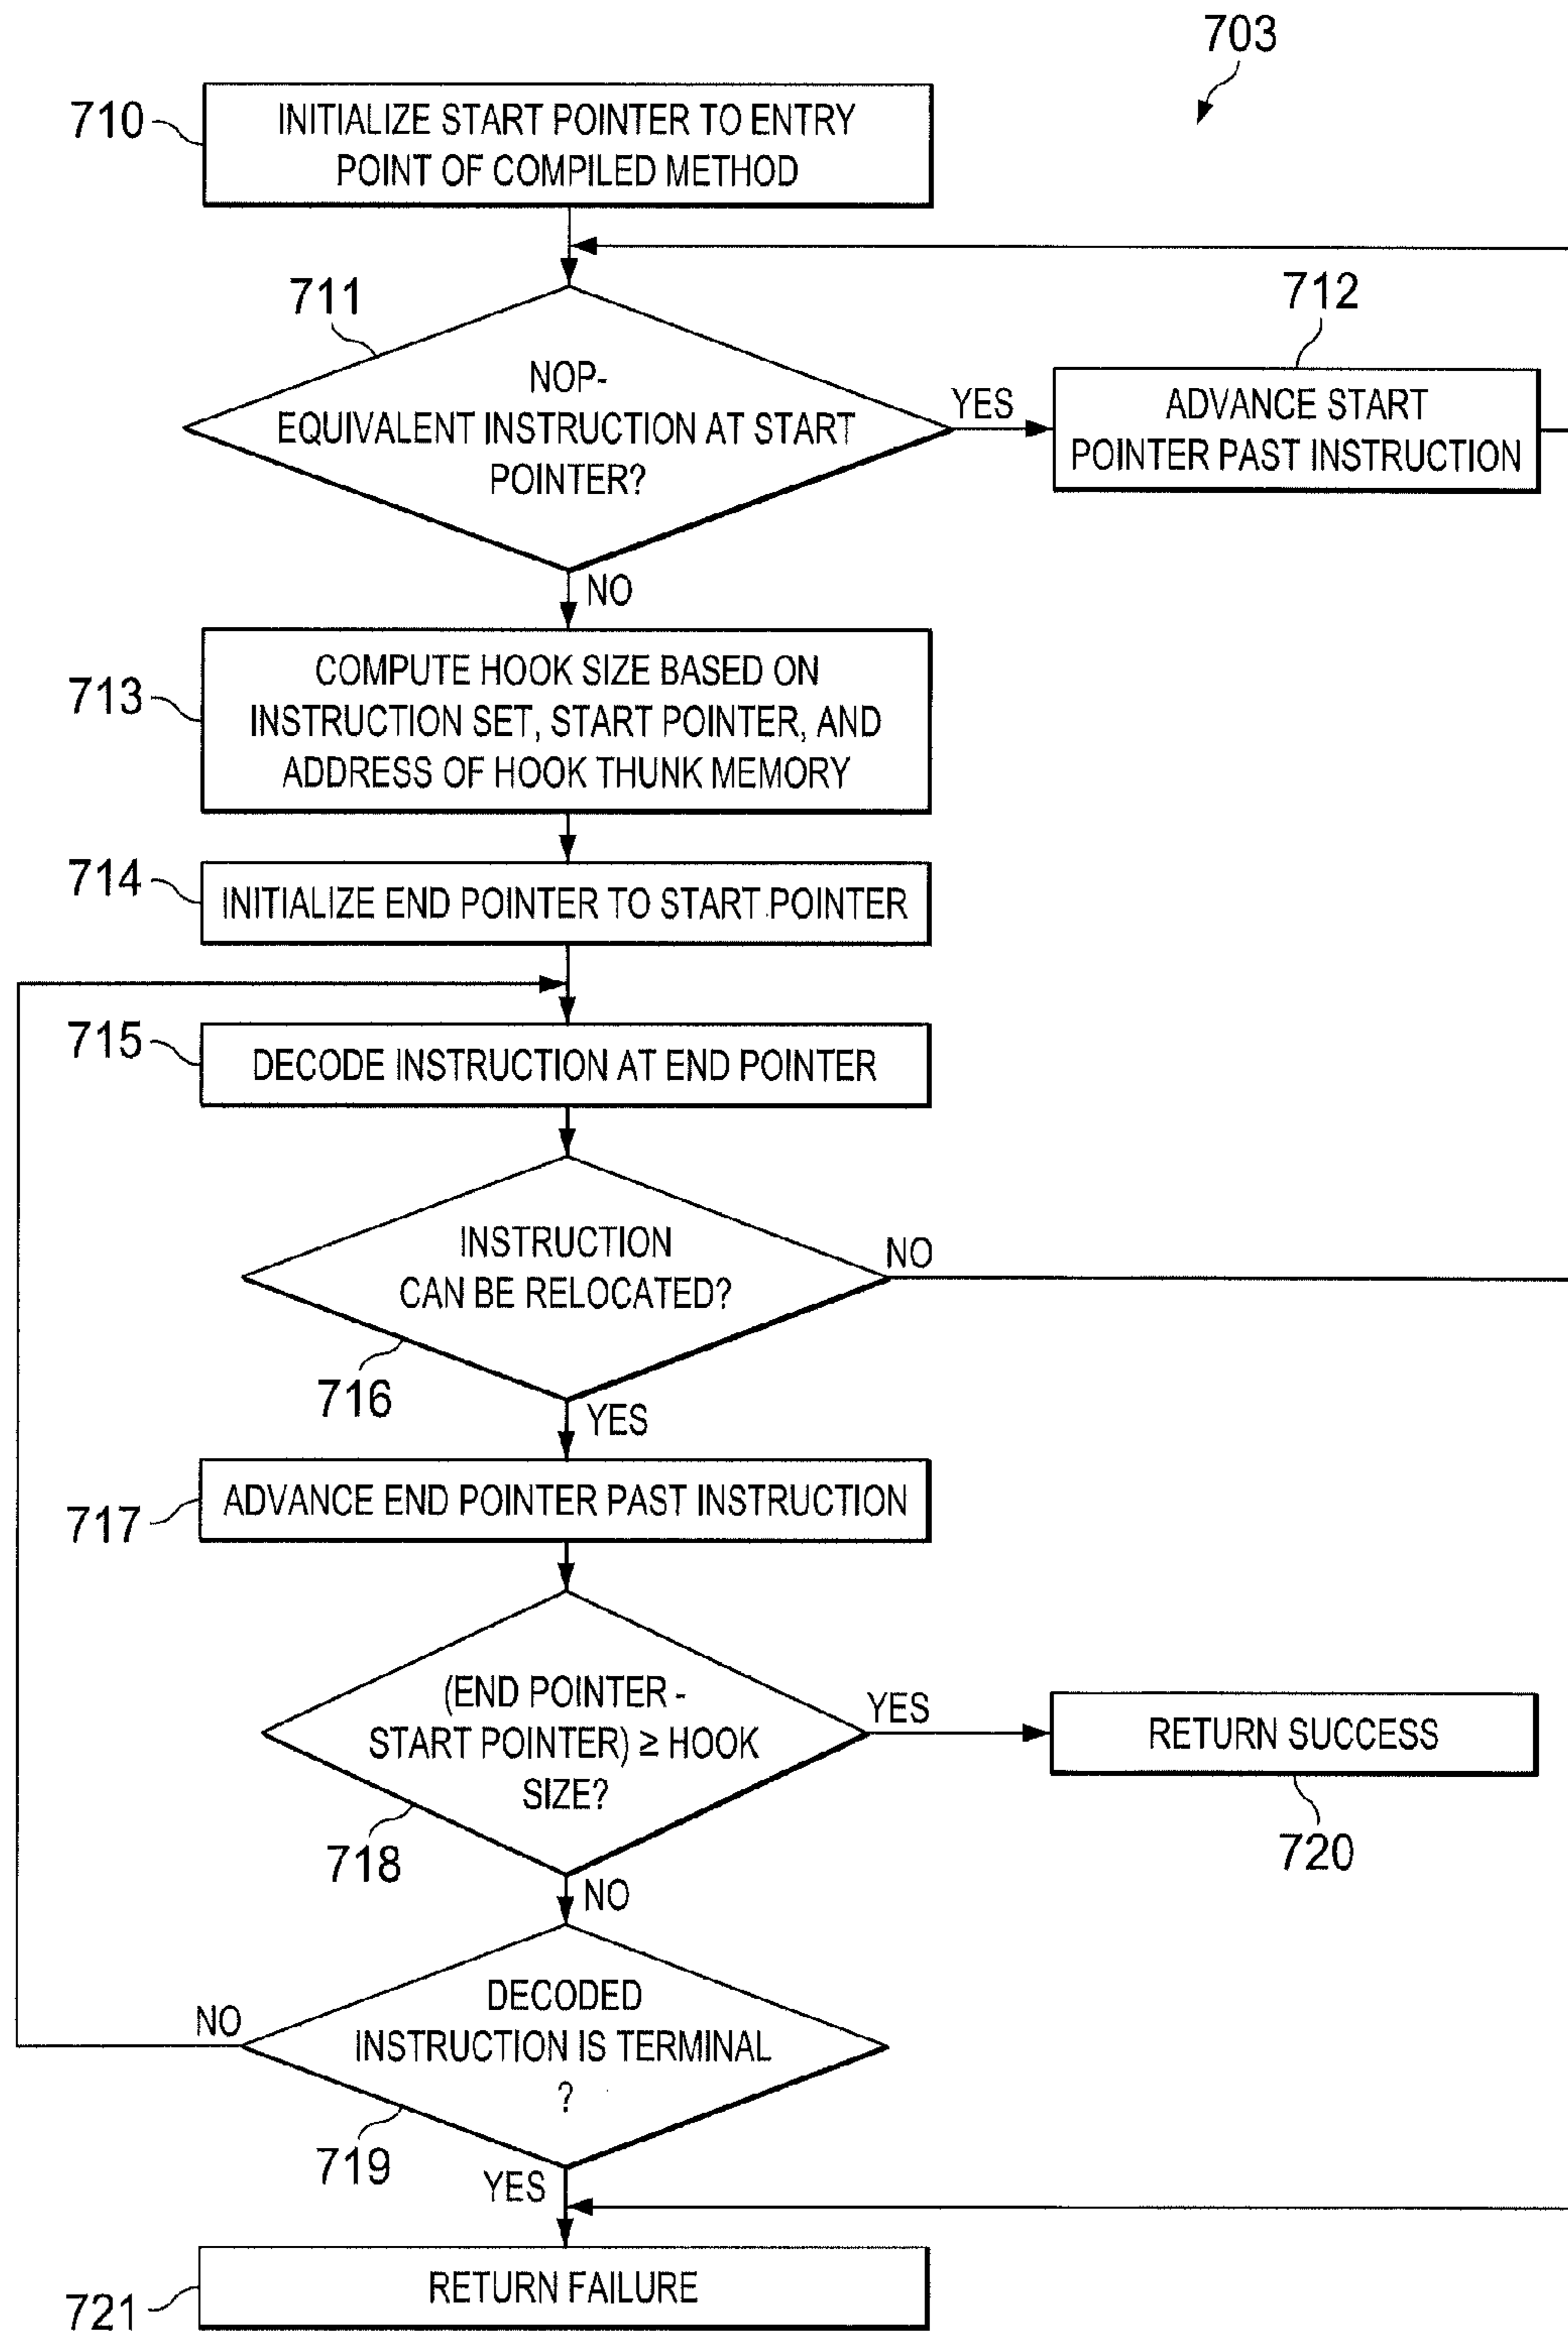 703
710
INITIALIZE START POINTER TO ENTRY
POINT OF COMPILED METHOD
711
NOP-
EQUIVALENT INSTRUCTION AT START
POINTER?
YES
712
ADVANCE START
POINTER PAST INSTRUCTION
NO
713
COMPUTE HOOK SIZE BASED ON
INSTRUCTION SET, START POINTER, AND
ADDRESS OF HOOK THUNK MEMORY
714
INITIALIZE END POINTER TO START POINTER
715
DECODE INSTRUCTION AT END POINTER
INSTRUCTION
CAN BE RELOCATED?
NO
716
YES
717
ADVANCE END POINTER PAST INSTRUCTION
(END POINTER -
START POINTER) ≥ HOOK
SIZE?
YES
RETURN SUCCESS
718
720
NO
DECODED
INSTRUCTION IS TERMINAL
?
NO
719
YES
721
RETURN FAILURE